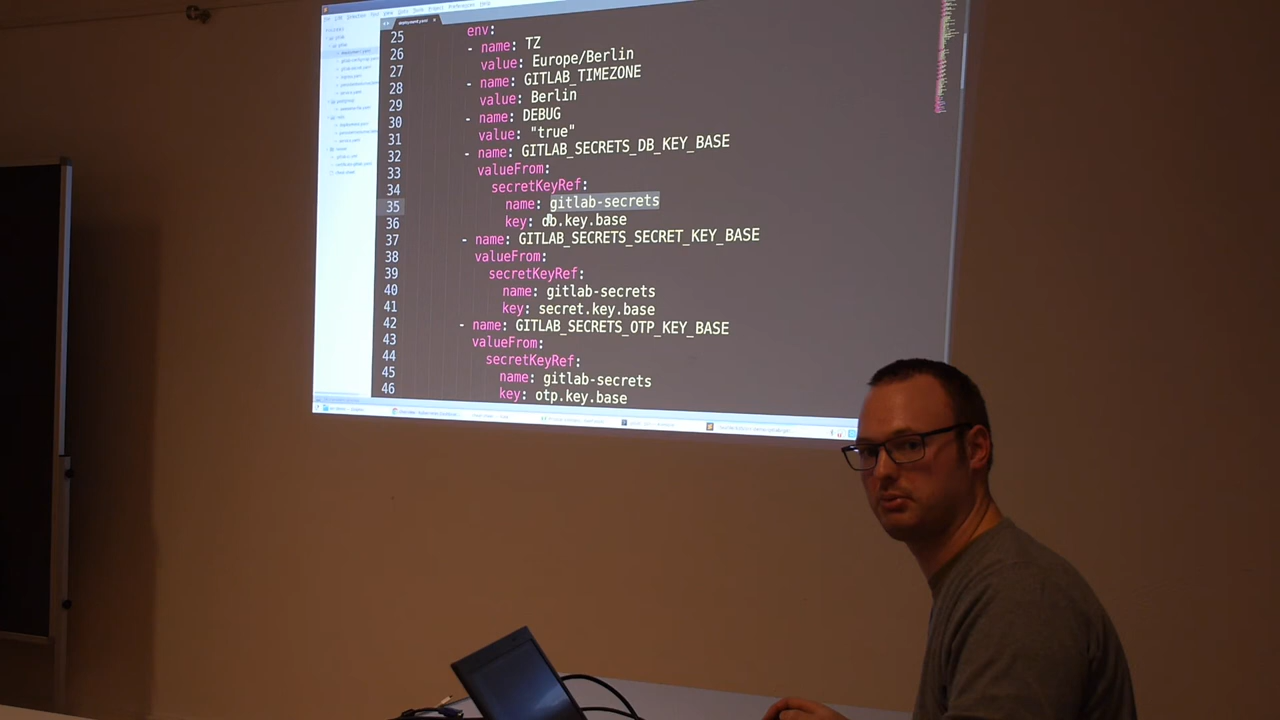 deployment.yaml
25 env:
26 - name: TZ
27 value: Europe/Berlin
28 - name: GITLAB_TIMEZONE
29 value: Berlin
30 - name: DEBUG
31 value: "true"
32 - name: GITLAB_SECRETS_DB_KEY_BASE
33 valueFrom:
34 secretKeyRef:
35 name: gitlab-secrets
36 key: db.key.base
37 - name: GITLAB_SECRETS_SECRET_KEY_BASE
38 valueFrom:
39 secretKeyRef:
40 name: gitlab-secrets
41 key: secret.key.base
42 - name: GITLAB_SECRETS_OTP_KEY_BASE
43 valueFrom:
44 secretKeyRef:
45 name: gitlab-secrets
46 key: otp.key.base